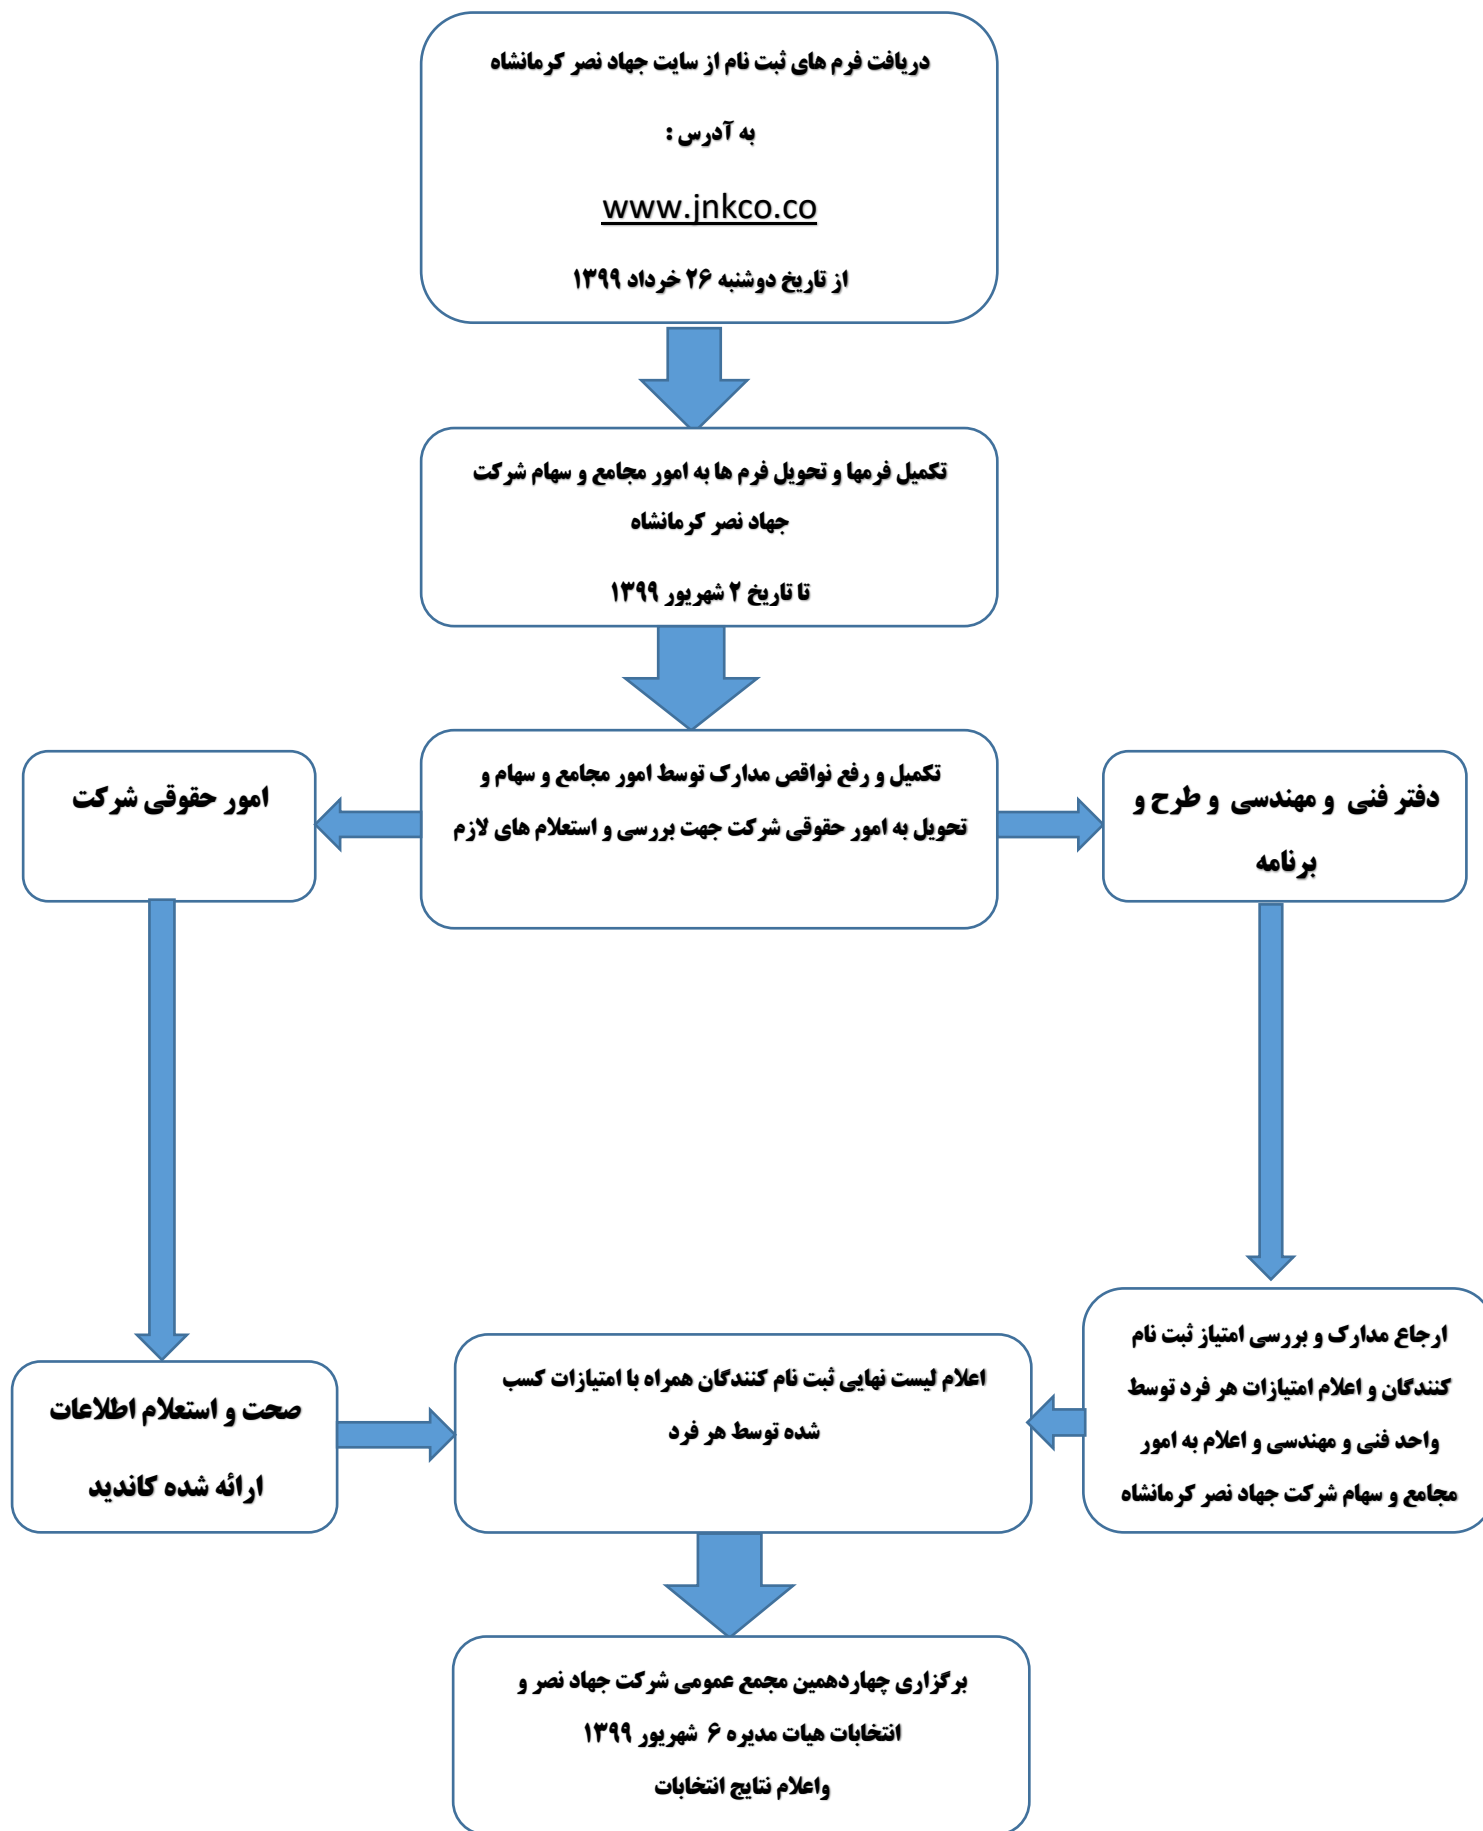 دریافت فرم های ثبت نام از سایت جهاد نصر کرمانشاه
به آدرس :
www.jnkco.co
از تاریخ دوشنبه ۲۶ خرداد ۱۳۹۹
تکمیل فرمها و تحویل فرم ها به امور مجامع و سهام شرکت
جهاد نصر کرمانشاه
تا تاریخ ۲ شهریور ۱۳۹۹
تکمیل و رفع نواقص مدارک توسط امور مجامع و سهام و
تحویل به امور حقوقی شرکت جهت بررسی و استعلام های لازم
دفتر فنی و مهندسی و طرح و
برنامه
امور حقوقی شرکت
ارجاع مدارک و بررسی امتیاز ثبت نام
کنندگان و اعلام امتیازات هر فرد توسط
واحد فنی و مهندسی و اعلام به امور
مجامع و سهام شرکت جهاد نصر کرمانشاه
صحت و استعلام اطلاعات
ارائه شده کاندید
اعلام لیست نهایی ثبت نام کنندگان همراه با امتیازات کسب
شده توسط هر فرد
برگزاری چهاردهمین مجمع عمومی شرکت جهاد نصر و
انتخابات هیات مدیره ۶ شهریور ۱۳۹۹
واعلام نتایج انتخابات